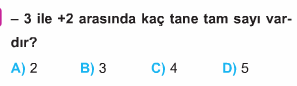 – 3 ile +2 arasında kaç tane tam sayı var-
dır?
A) 2 B) 3 C) 4 D) 5